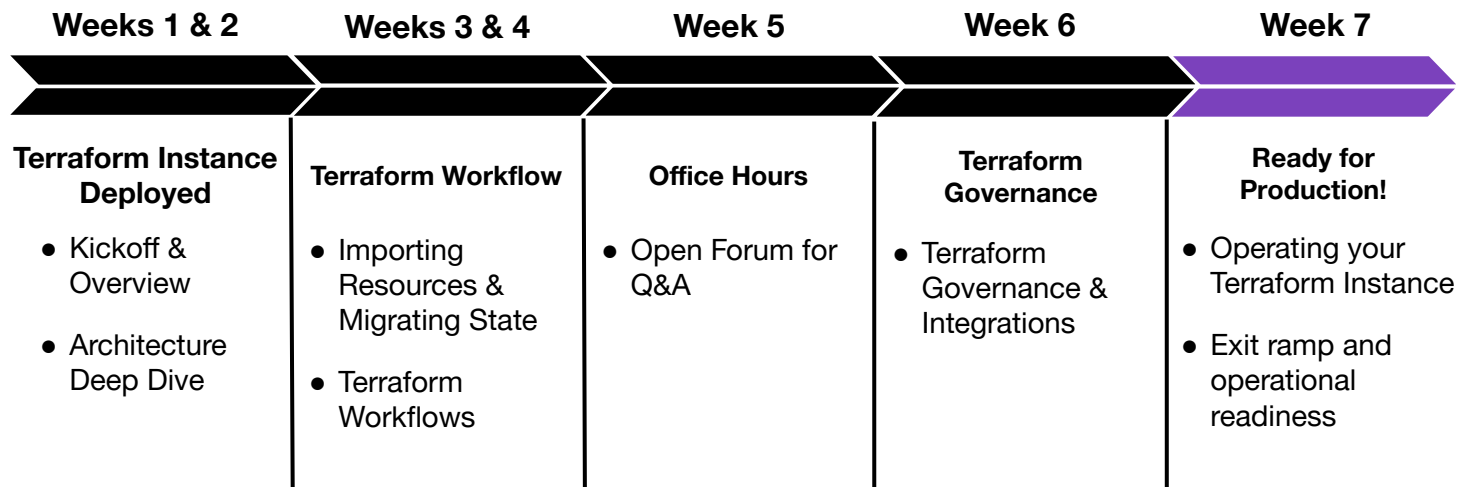 Weeks 1 & 2
Weeks 3 & 4
Week 5
Week 6
Week 7
Terraform Instance
Deployed
● Kickoff &
Overview
● Architecture
Deep Dive
Terraform Workflow
● Importing
Resources &
Migrating State
● Terraform
Workflows
Office Hours
● Open Forum for
Q&A
Terraform
Governance
● Terraform
Governance &
Integrations
Ready for
Production!
● Operating your
Terraform Instance
● Exit ramp and
operational
readiness